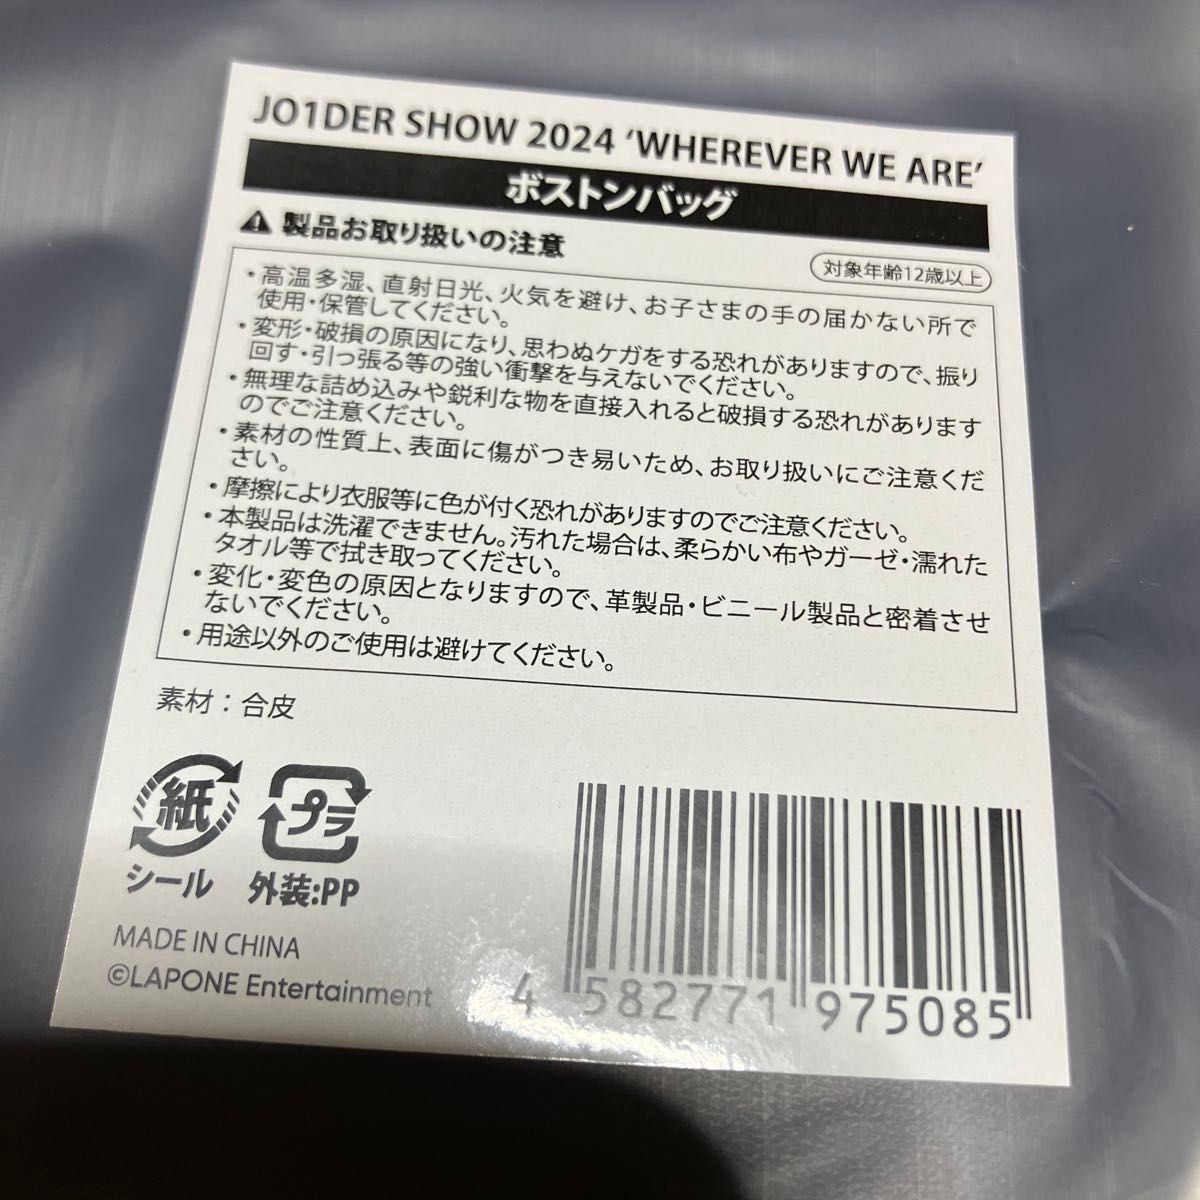 JO1DER SHOW 2024 'WHEREVER WE ARE'
ボストンバッグ
製品お取り扱いの注意
対象年齢12歳以上
・高温多湿、直射日光、火気を避け、お子さまの手の届かない所で
使用・保管してください。
・変形・破損の原因になり、思わぬケガをする恐れがありますので、振り
回す・引っ張る等の強い衝撃を与えないでください。
・無理な詰め込みや鋭利な物を直接入れると破損する恐れがあります
のでご注意ください。
・素材の性質上、表面に傷がつき易いため、お取り扱いにご注意くだ
さい。
・摩擦により衣服等に色が付く恐れがありますのでご注意ください。
・本製品は洗濯できません。汚れた場合は、柔らかい布やガーゼ・濡れた
タオル等で拭き取ってください。
・変化・変色の原因となりますので、革製品・ビニール製品と密着させ
ないでください。
・用途以外のご使用は避けてください。
素材：合皮
紙
シール
プラ
外装:PP
MADE IN CHINA
©LAPONE Entertainment
4 582771 975085